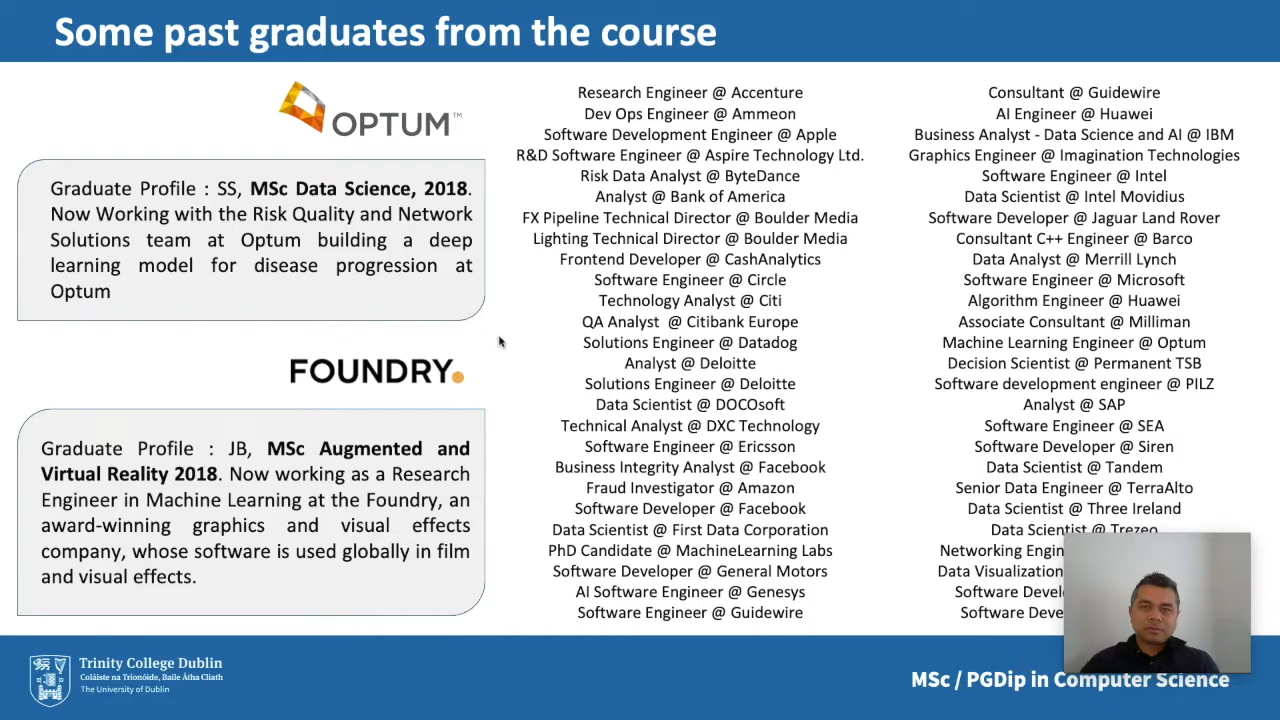 Some past graduates from the course
OPTUM™
Graduate Profile : SS, MSc Data Science, 2018.
Now Working with the Risk Quality and Network
Solutions team at Optum building a deep
learning model for disease progression at
Optum
FOUNDRY.
Graduate Profile : JB, MSc Augmented and
Virtual Reality 2018. Now working as a Research
Engineer in Machine Learning at the Foundry, an
award-winning graphics and visual effects
company, whose software is used globally in film
and visual effects.
Research Engineer @ Accenture
Dev Ops Engineer @ Ammeon
Software Development Engineer @ Apple
R&D Software Engineer @ Aspire Technology Ltd.
Risk Data Analyst @ ByteDance
Analyst @ Bank of America
FX Pipeline Technical Director @ Boulder Media
Lighting Technical Director @ Boulder Media
Frontend Developer @ CashAnalytics
Software Engineer @ Circle
Technology Analyst @ Citi
QA Analyst @ Citibank Europe
Solutions Engineer @ Datadog
Analyst @ Deloitte
Solutions Engineer @ Deloitte
Data Scientist @ DOCOsoft
Technical Analyst @ DXC Technology
Software Engineer @ Ericsson
Business Integrity Analyst @ Facebook
Fraud Investigator @ Amazon
Software Developer @ Facebook
Data Scientist @ First Data Corporation
PhD Candidate @ MachineLearning Labs
Software Developer @ General Motors
AI Software Engineer @ Genesys
Software Engineer @ Guidewire
Consultant @ Guidewire
AI Engineer @ Huawei
Business Analyst - Data Science and AI @ IBM
Graphics Engineer @ Imagination Technologies
Software Engineer @ Intel
Data Scientist @ Intel Movidius
Software Developer @ Jaguar Land Rover
Consultant C++ Engineer @ Barco
Data Analyst @ Merrill Lynch
Software Engineer @ Microsoft
Algorithm Engineer @ Huawei
Associate Consultant @ Milliman
Machine Learning Engineer @ Optum
Decision Scientist @ Permanent TSB
Software development engineer @ PILZ
Analyst @ SAP
Software Engineer @ SEA
Software Developer @ Siren
Data Scientist @ Tandem
Senior Data Engineer @ TerraAlto
Data Scientist @ Three Ireland
Data Scientist @ Trezeo
Networking
Data Visualization
Software
Software
Trinity College Dublin
Coláiste na Tríonóide, Baile Átha Cliath
The University of Dublin
MSc / PGDip in Computer Science